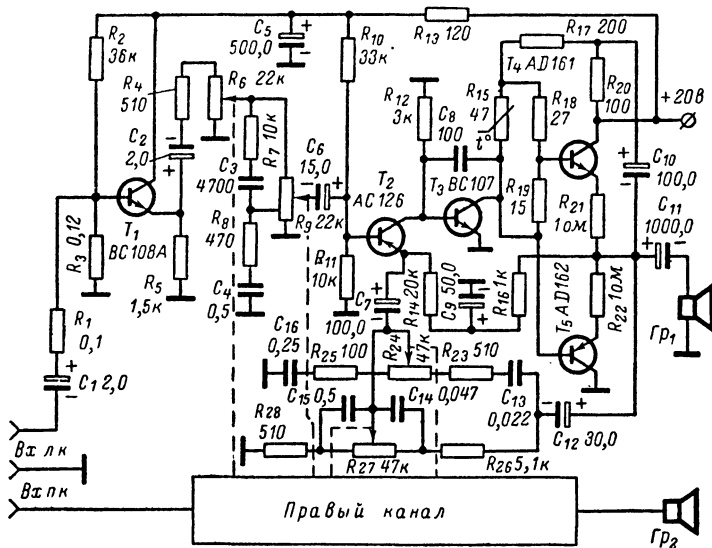 R2
36к
R4
510
R6 22к
C5
500,0
R10
33к
R13 120
R17 200
T4 AD161
R12
3к
C8
100
R15
47
t°
R18
27
R20
100
+20в
C2
2,0
R7 10к
C3
4700
C6
15,0
T2
AC126
T3 BC107
R19
15
C10
100,0
R3 0,12
T1
BC108A
R8
470
R9 22к
R21
1ом
C11
1000,0
R5
1,5к
C4
0,5
R11
10к
C7
100,0
R14 20к
C9 50,0
R16 1к
T5 AD162
R22 1ом
Гр1
R1
0,1
C1 2,0
C16
0,25
R25 100
R24
47к
R23 510
0,047
C15 0,5
C14
C13
0,022
C12 30,0
R28
510
R27 47к
R26 5,1к
Вх лк
Вх пк
Правый канал
Гр2